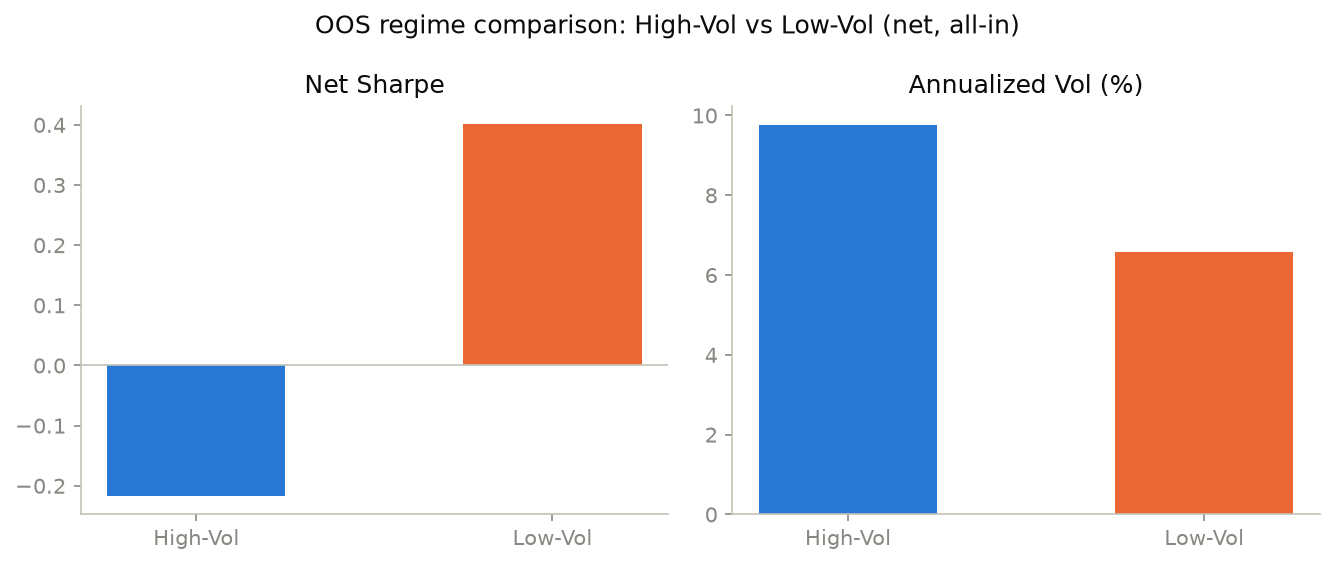 OOS regime comparison: High-Vol vs Low-Vol (net, all-in)
Net Sharpe
0.4
0.3
0.2
0.1
0.0
−0.1
−0.2
High-Vol
Low-Vol
Annualized Vol (%)
10
8
6
4
2
0
High-Vol
Low-Vol